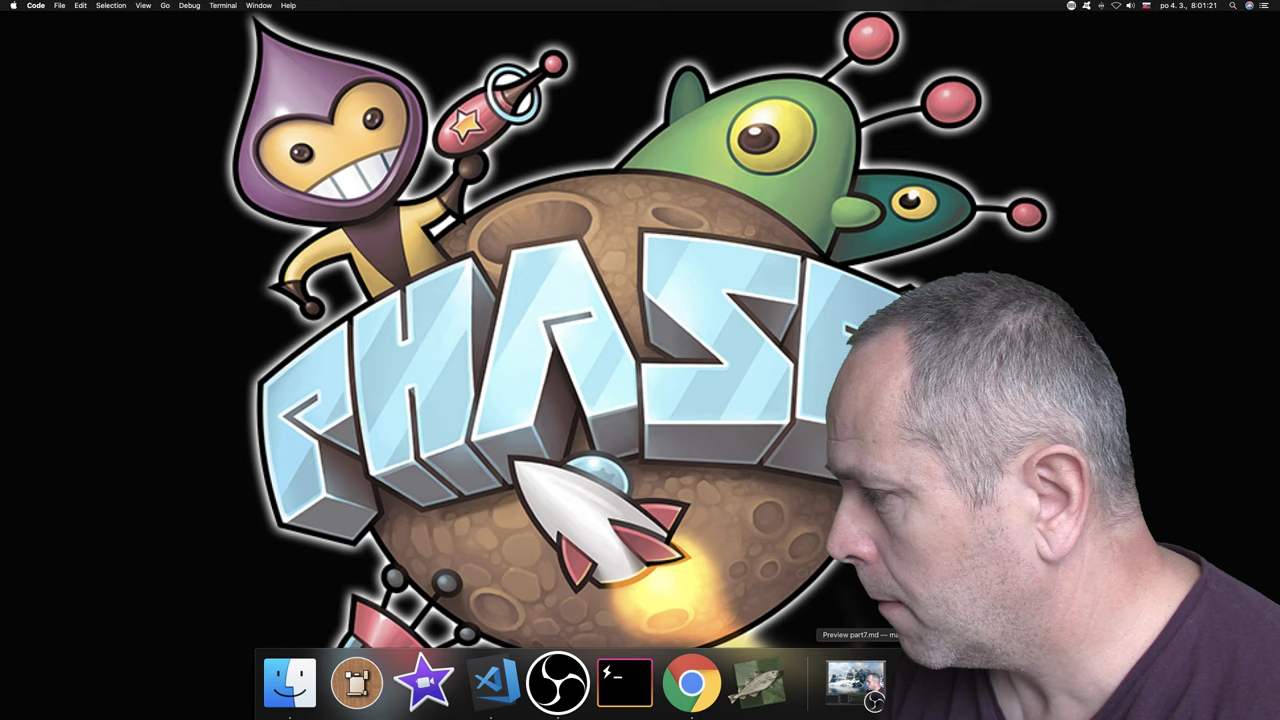 Code File Edit Selection View Go Debug Terminal Window Help
po 4. 3., 8:01:21
PHASE
Preview part7.md — ma